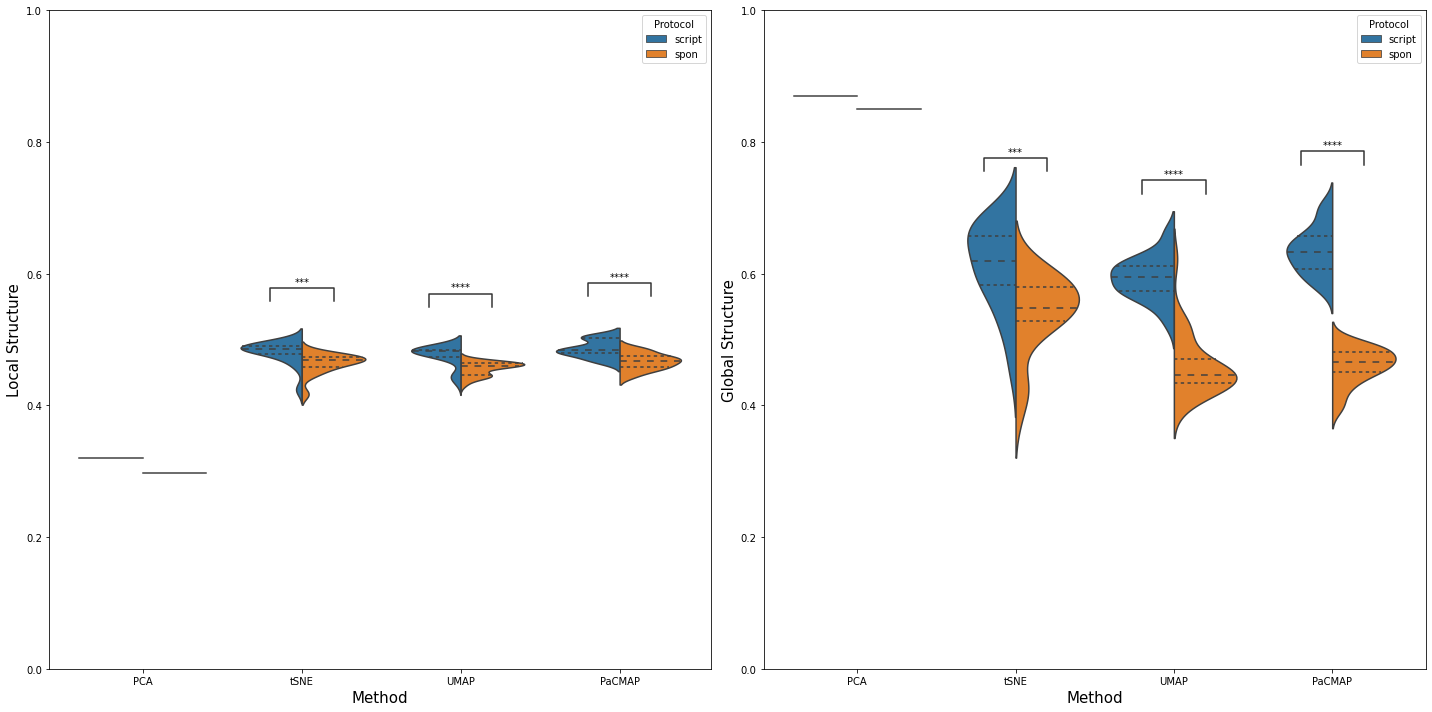 Local Structure
1.0
0.8
0.6
0.4
0.2
0.0
Protocol
script
spon
***
****
****
PCA
tSNE
UMAP
PaCMAP
Method
Global Structure
1.0
0.8
0.6
0.4
0.2
0.0
Protocol
script
spon
***
****
****
PCA
tSNE
UMAP
PaCMAP
Method